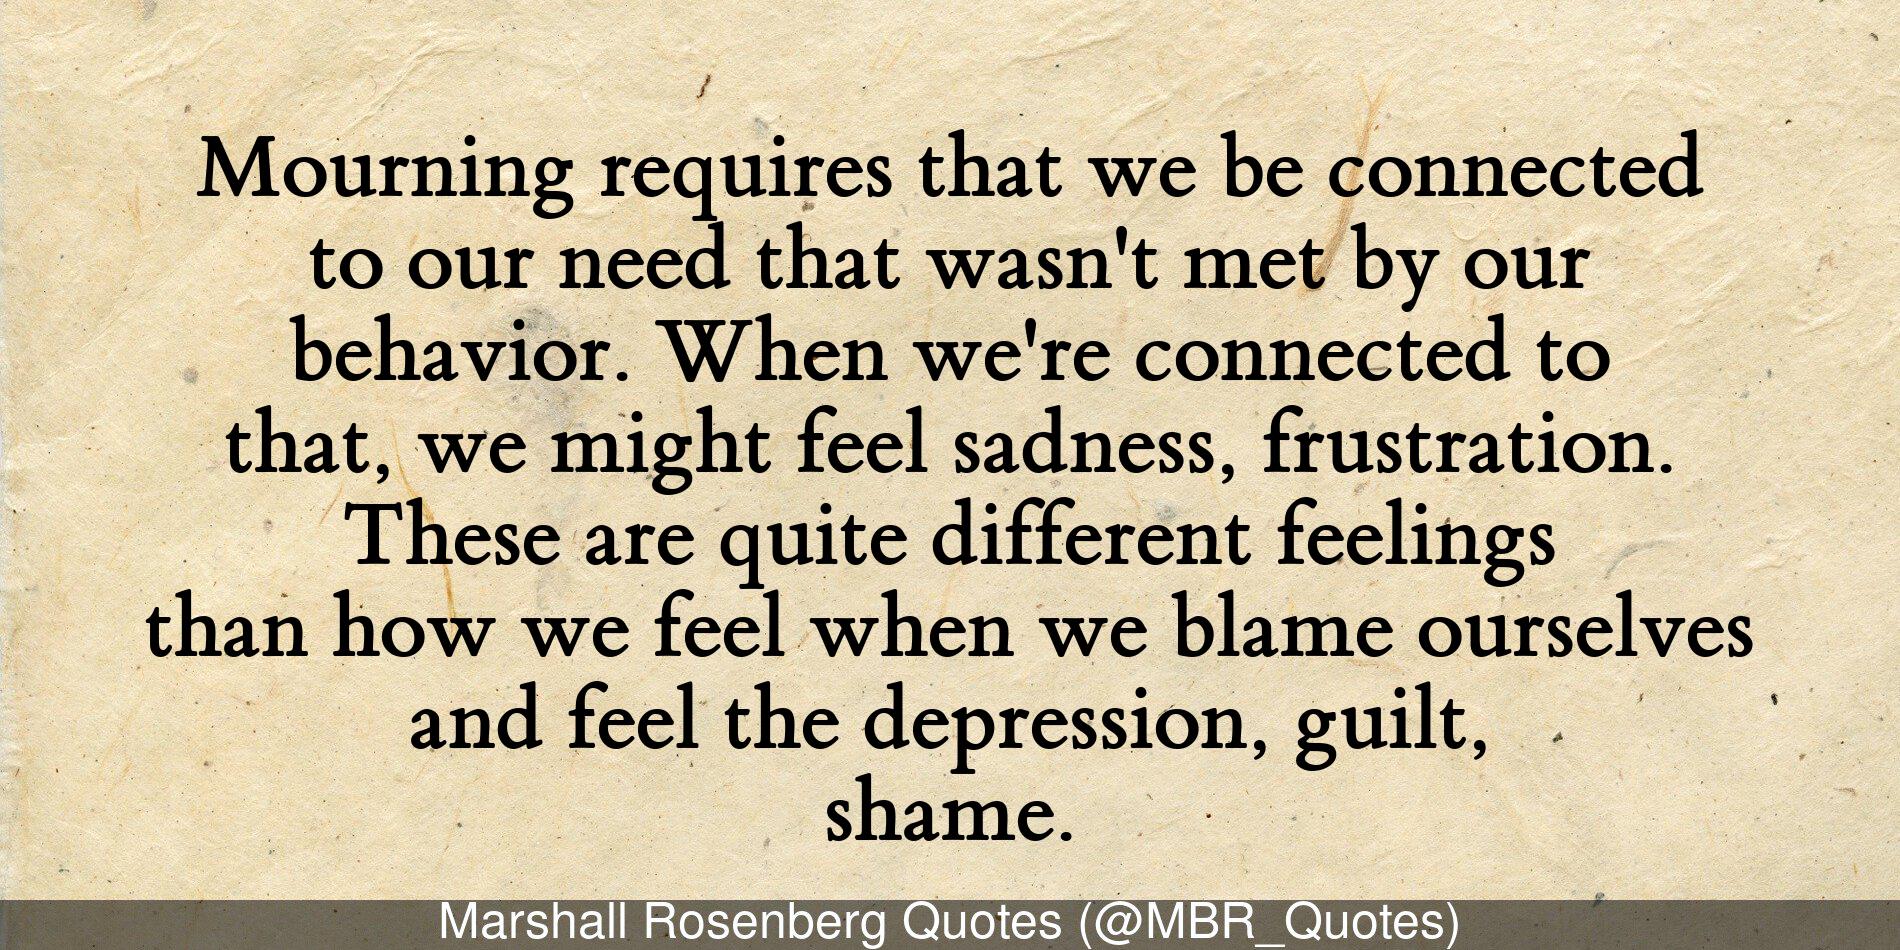 Mourning requires that we be connected
to our need that wasn't met by our
behavior. When we're connected to
that, we might feel sadness, frustration.
These are quite different feelings
than how we feel when we blame ourselves
and feel the depression, guilt,
shame.
Marshall Rosenberg Quotes (@MBR_Quotes)